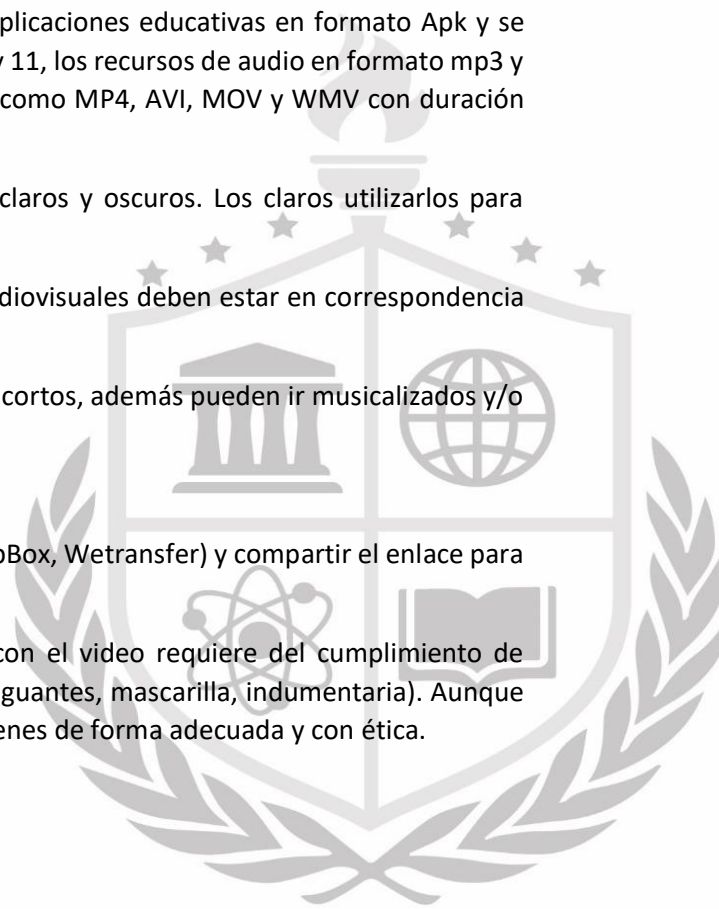 plicaciones educativas en formato Apk y se
y 11, los recursos de audio en formato mp3 y
como MP4, AVI, MOV y WMV con duración
claros y oscuros. Los claros utilizarlos para
diovisuales deben estar en correspondencia
cortos, además pueden ir musicalizados y/o
oBox, Wetransfer) y compartir el enlace para
con el video requiere del cumplimiento de
guantes, mascarilla, indumentaria). Aunque
enes de forma adecuada y con ética.